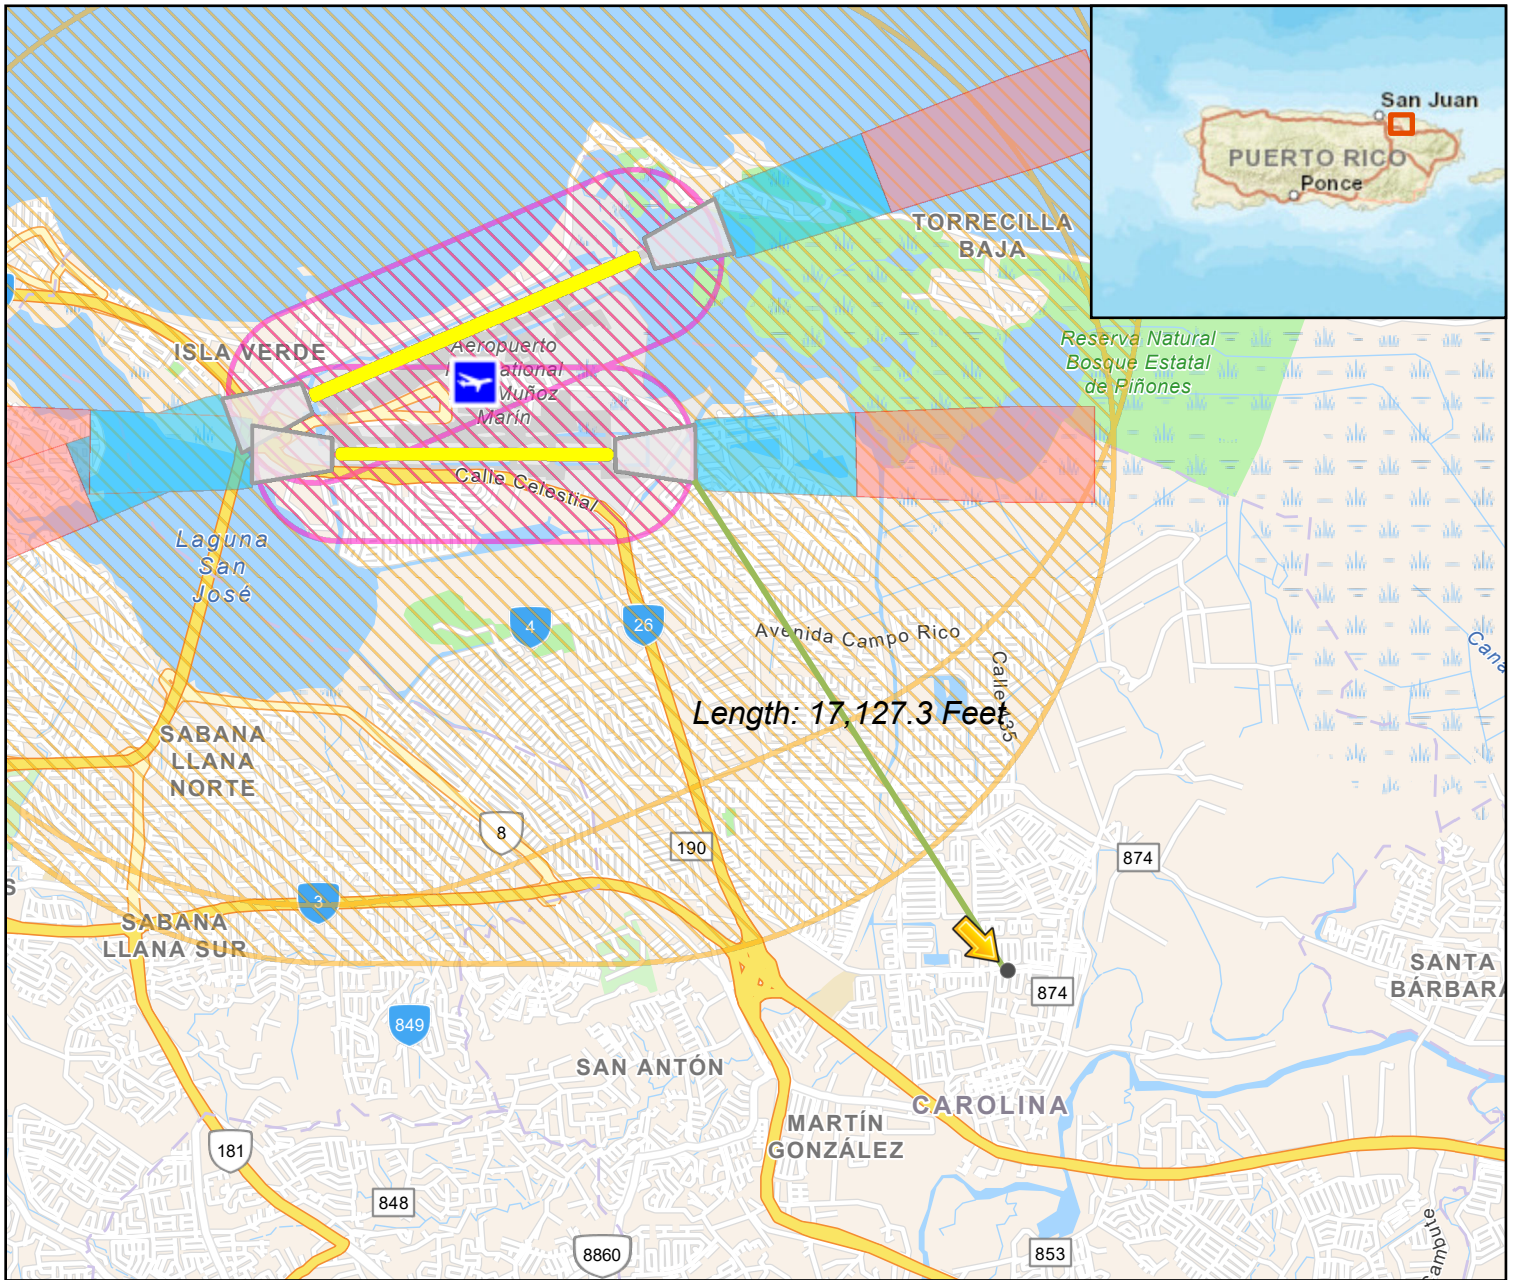 San Juan
PUERTO RICO
Ponce
TORRECILLA
BAJA
Reserva Natural
Bosque Estatal
de Piñones
ISLA VERDE
Aeropuerto
Muñoz
Marín
Calle Celestial
Laguna
San
José
4
26
Avenida Campo Rico
Calle 435
Length: 17,127.3 Feet
SABANA
LLANA
NORTE
8
190
874
3
SABANA
LLANA SUR
874
SANTA
BÁRBARA
849
SAN ANTÓN
CAROLINA
MARTÍN
GONZÁLEZ
181
848
8860
853